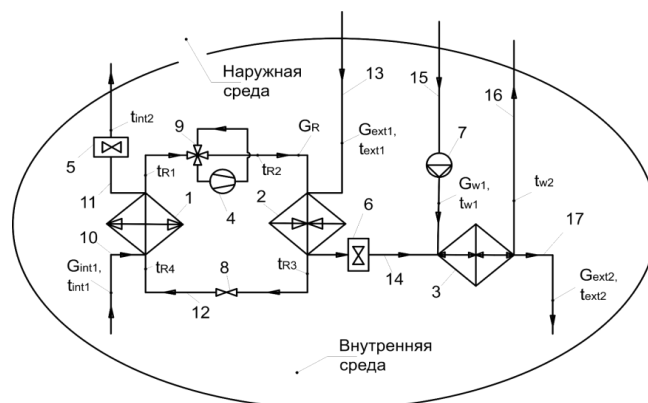 Наружная
среда
13
15
16
t_int2
9
G_R
G_ext1,
t_ext1
7
5
t_R1
t_R2
11
1
2
4
6
G_w1,
t_w1
t_w2
17
10
G_int1,
t_int1
t_R4
8
t_R3
14
3
12
G_ext2,
t_ext2
Внутренняя
среда